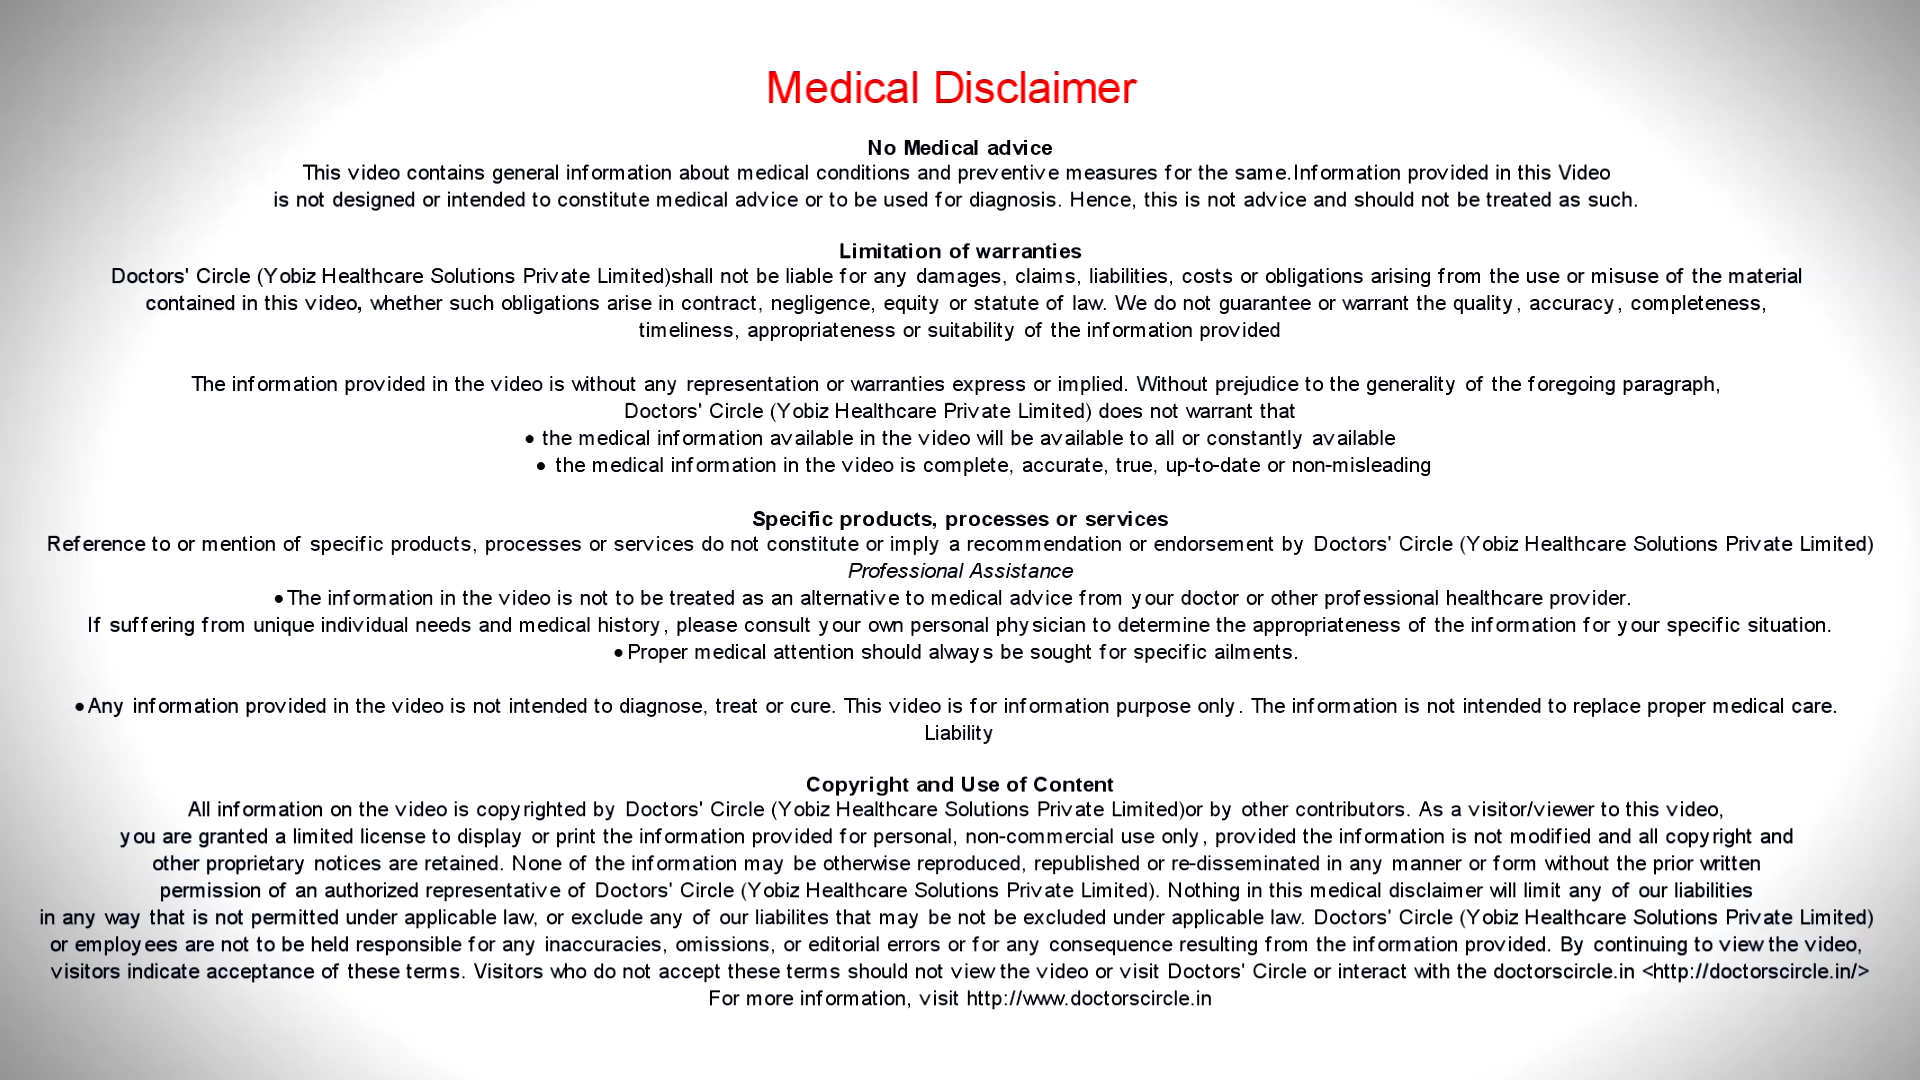 Medical Disclaimer
No Medical advice
This video contains general information about medical conditions and preventive measures for the same.Information provided in this Video
is not designed or intended to constitute medical advice or to be used for diagnosis. Hence, this is not advice and should not be treated as such.
Limitation of warranties
Doctors' Circle (Yobiz Healthcare Solutions Private Limited)shall not be liable for any damages, claims, liabilities, costs or obligations arising from the use or misuse of the material
contained in this video, whether such obligations arise in contract, negligence, equity or statute of law. We do not guarantee or warrant the quality, accuracy, completeness,
timeliness, appropriateness or suitability of the information provided
The information provided in the video is without any representation or warranties express or implied. Without prejudice to the generality of the foregoing paragraph,
Doctors' Circle (Yobiz Healthcare Private Limited) does not warrant that
• the medical information available in the video will be available to all or constantly available
• the medical information in the video is complete, accurate, true, up-to-date or non-misleading
Specific products, processes or services
Reference to or mention of specific products, processes or services do not constitute or imply a recommendation or endorsement by Doctors' Circle (Yobiz Healthcare Solutions Private Limited)
Professional Assistance
•The information in the video is not to be treated as an alternative to medical advice from your doctor or other professional healthcare provider.
If suffering from unique individual needs and medical history, please consult your own personal physician to determine the appropriateness of the information for your specific situation.
•Proper medical attention should always be sought for specific ailments.
•Any information provided in the video is not intended to diagnose, treat or cure. This video is for information purpose only. The information is not intended to replace proper medical care.
Liability
Copyright and Use of Content
All information on the video is copyrighted by Doctors' Circle (Yobiz Healthcare Solutions Private Limited)or by other contributors. As a visitor/viewer to this video,
you are granted a limited license to display or print the information provided for personal, non-commercial use only, provided the information is not modified and all copyright and
other proprietary notices are retained. None of the information may be otherwise reproduced, republished or re-disseminated in any manner or form without the prior written
permission of an authorized representative of Doctors' Circle (Yobiz Healthcare Solutions Private Limited). Nothing in this medical disclaimer will limit any of our liabilities
in any way that is not permitted under applicable law, or exclude any of our liabilites that may be not be excluded under applicable law. Doctors' Circle (Yobiz Healthcare Solutions Private Limited)
or employees are not to be held responsible for any inaccuracies, omissions, or editorial errors or for any consequence resulting from the information provided. By continuing to view the video,
visitors indicate acceptance of these terms. Visitors who do not accept these terms should not view the video or visit Doctors' Circle or interact with the doctorscircle.in <http://doctorscircle.in/>
For more information, visit http://www.doctorscircle.in